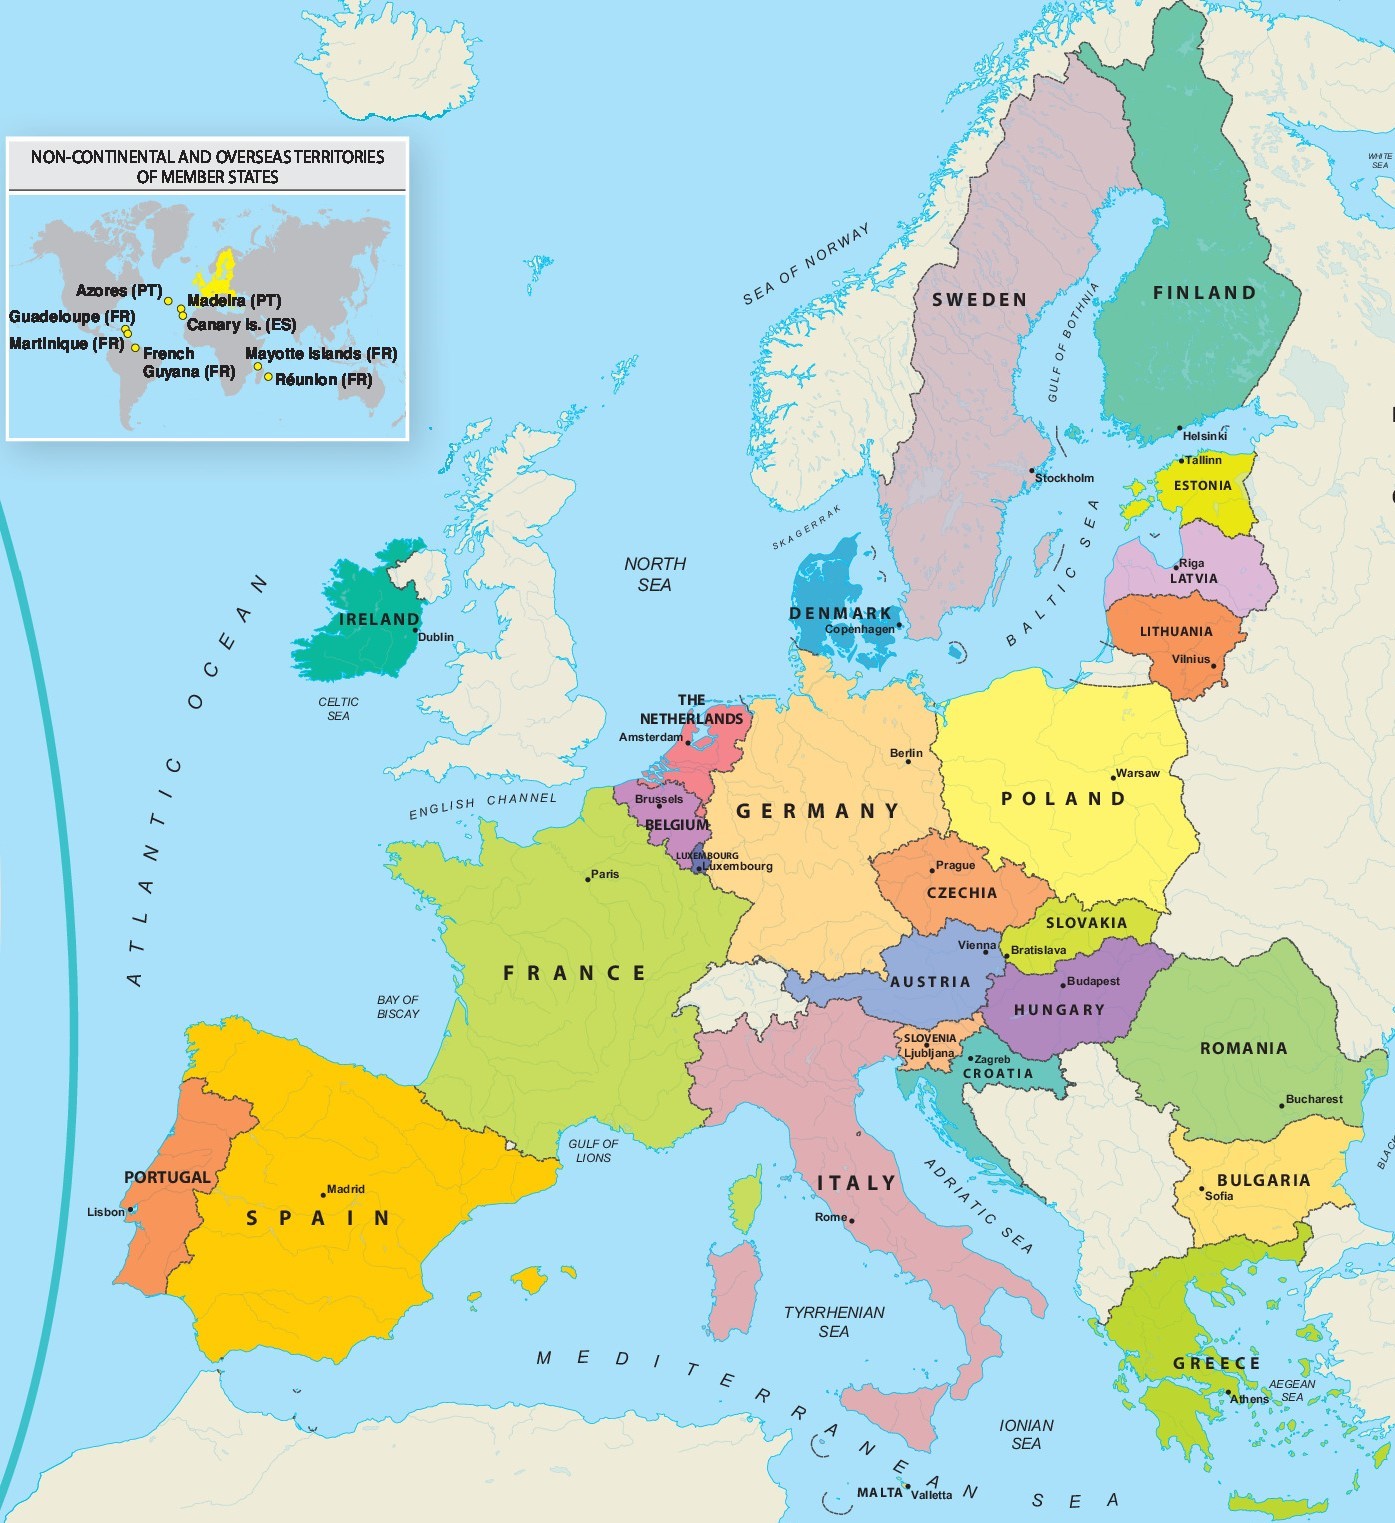 NON-CONTINENTAL AND OVERSEAS TERRITORIES
OF MEMBER STATES
Azores (PT)
Madeira (PT)
Guadeloupe (FR)
Canary Is. (ES)
Martinique (FR)
French
Guyana (FR)
Mayotte Islands (FR)
Réunion (FR)
WHITE
SEA
SEA OF NORWAY
SWEDEN
FINLAND
GULF OF BOTHNIA
Helsinki
Tallinn
ESTONIA
Stockholm
SKAGERRAK
NORTH
SEA
BALTIC SEA
Riga
LATVIA
LITHUANIA
Vilnius
DENMARK
Copenhagen
IRELAND
Dublin
CELTIC
SEA
ATLANTIC OCEAN
THE
NETHERLANDS
Amsterdam
Berlin
GERMANY
Warsaw
POLAND
ENGLISH CHANNEL
Brussels
BELGIUM
LUXEMBOURG
Luxembourg
Paris
Prague
CZECHIA
SLOVAKIA
Bratislava
Vienna
AUSTRIA
FRANCE
BAY OF
BISCAY
Budapest
HUNGARY
SLOVENIA
Ljubljana
Zagreb
CROATIA
ROMANIA
Bucharest
GULF OF
LIONS
PORTUGAL
Lisbon
Madrid
SPAIN
ITALY
Rome
ADRIATIC SEA
BULGARIA
Sofia
TYRRHENIAN
SEA
MEDITERRANEAN SEA
GREECE
Athens
AEGEAN
SEA
IONIAN
SEA
MALTA
Valletta